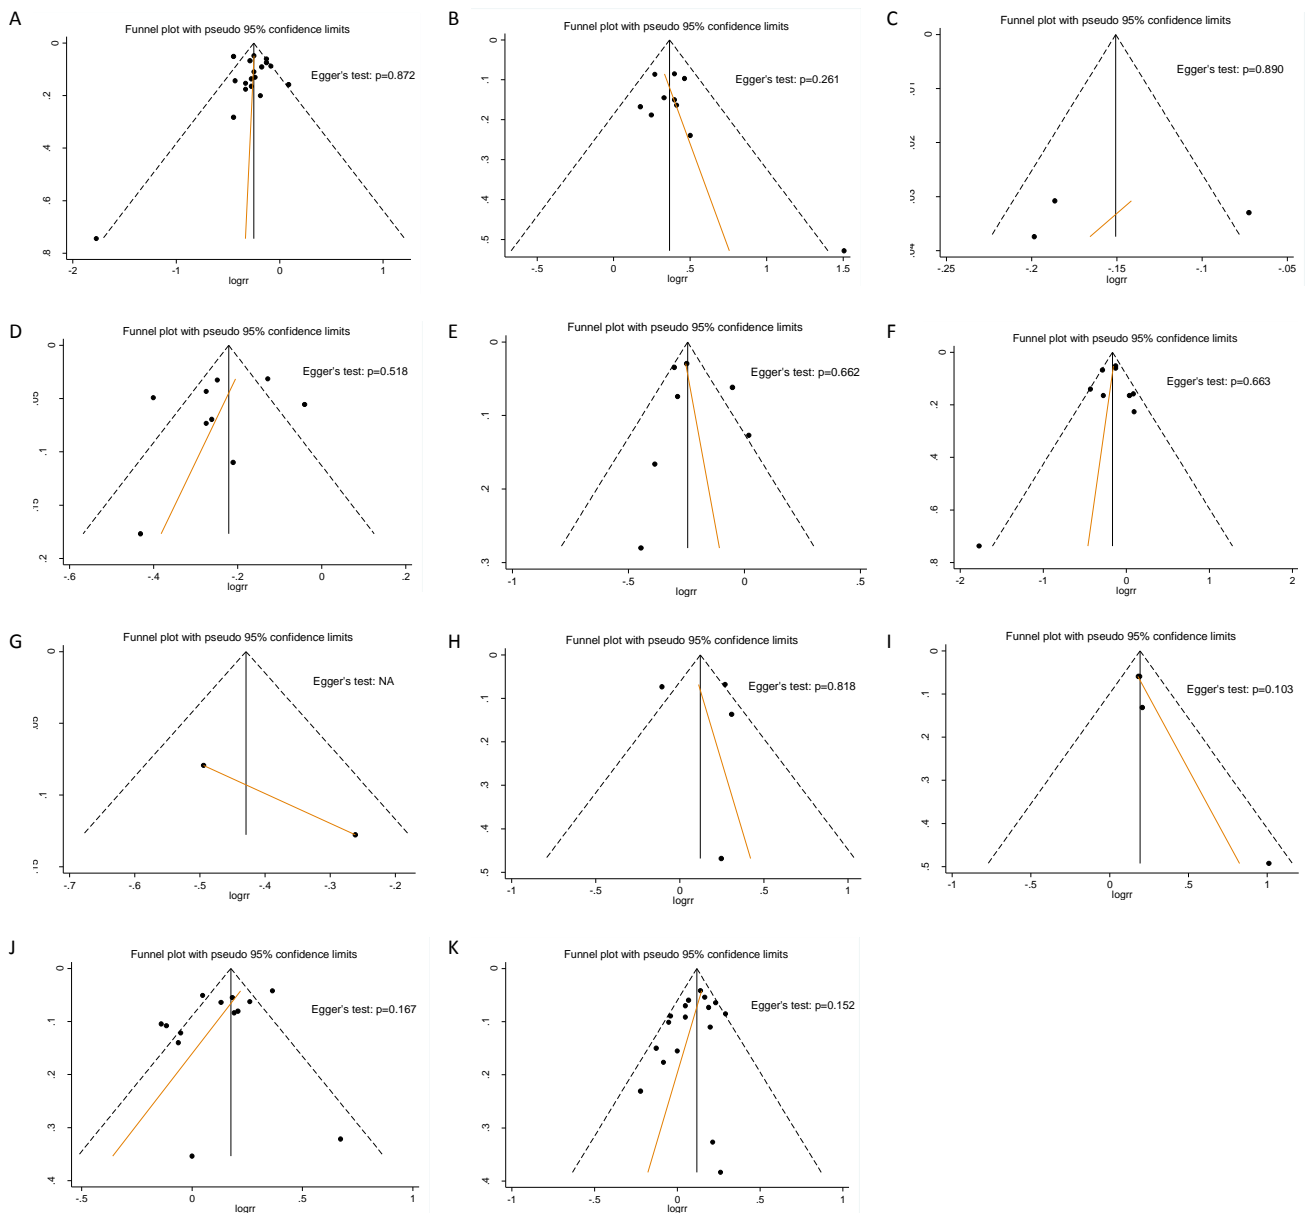 A
Funnel plot with pseudo 95% confidence limits
Egger's test: p=0.872
0
.2
.4
.6
.8
-2
-1
0
1
logrr
B
Funnel plot with pseudo 95% confidence limits
Egger's test: p=0.261
0
.1
.2
.3
.4
.5
-.5
0
.5
1
1.5
logrr
C
Funnel plot with pseudo 95% confidence limits
Egger's test: p=0.890
0
.01
.02
.03
.04
-.25
-.2
-.15
-.1
-.05
logrr
D
Funnel plot with pseudo 95% confidence limits
Egger's test: p=0.518
0
.05
.1
.15
.2
-.6
-.4
-.2
0
.2
logrr
E
Funnel plot with pseudo 95% confidence limits
Egger's test: p=0.662
0
.1
.2
.3
-1
-.5
0
.5
logrr
F
Funnel plot with pseudo 95% confidence limits
Egger's test: p=0.663
0
.2
.4
.6
.8
-2
-1
0
1
2
logrr
G
Funnel plot with pseudo 95% confidence limits
Egger's test: NA
0
.05
.1
.15
-.7
-.6
-.5
-.4
-.3
-.2
logrr
H
Funnel plot with pseudo 95% confidence limits
Egger's test: p=0.818
0
.1
.2
.3
.4
.5
-1
-.5
0
.5
1
logrr
I
Funnel plot with pseudo 95% confidence limits
Egger's test: p=0.103
0
.1
.2
.3
.4
.5
-1
-.5
0
.5
1
logrr
J
Funnel plot with pseudo 95% confidence limits
Egger's test: p=0.167
0
.1
.2
.3
.4
-.5
0
.5
1
logrr
K
Funnel plot with pseudo 95% confidence limits
Egger's test: p=0.152
0
.1
.2
.3
.4
-1
-.5
0
.5
1
logrr